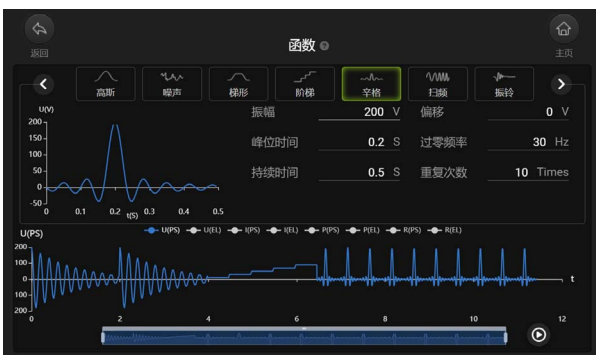 函数
返回
主页
高斯 噪声 梯形 阶梯 辛格 扫频 振铃
振幅 200 V 偏移 0 V
峰位时间 0.2 S 过零频率 30 Hz
持续时间 0.5 S 重复次数 10 Times
U(V)
200
150
100
50
0
-50
0 0.1 0.2 0.3 0.4 0.5
t(S)
U(PS) U(EL) I(PS) I(EL) P(PS) P(EL) R(PS) R(EL)
U(PS)
200
100
0
100
200
0 2 4 6 8 10 12
t